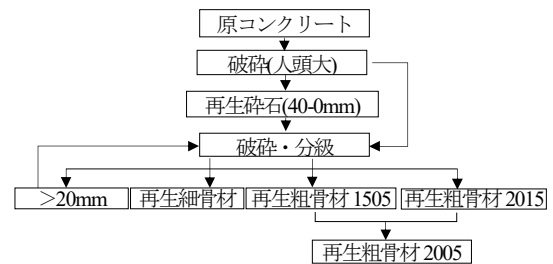 原コンクリート
破砕(人頭大)
再生砕石(40-0mm)
破砕・分級
>20mm
再生細骨材
再生粗骨材 1505
再生粗骨材 2015
再生粗骨材 2005